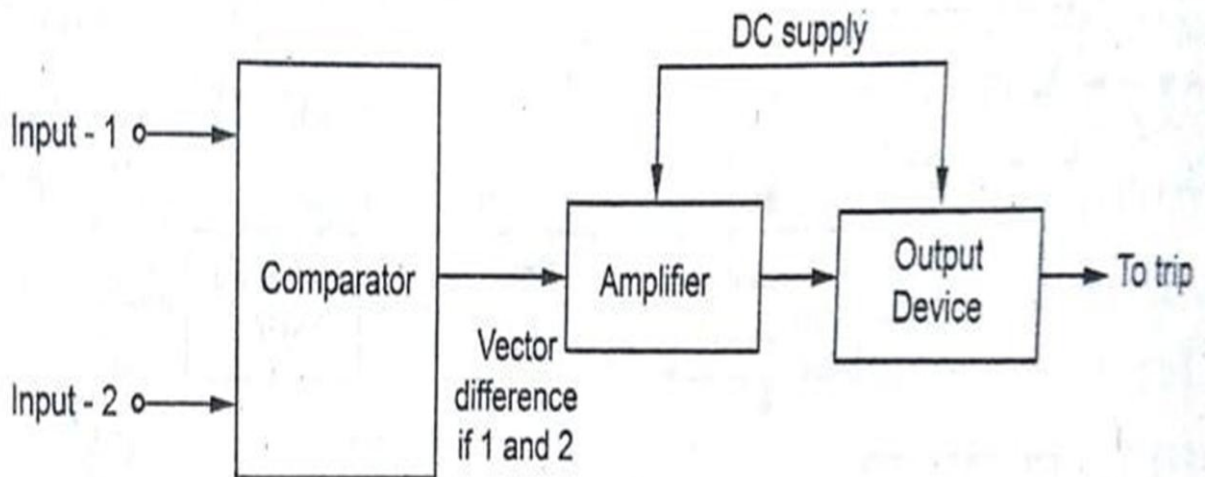 DC supply
Input - 1
Comparator
Amplifier
Output
Device
To trip
Vector
difference
if 1 and 2
Input - 2